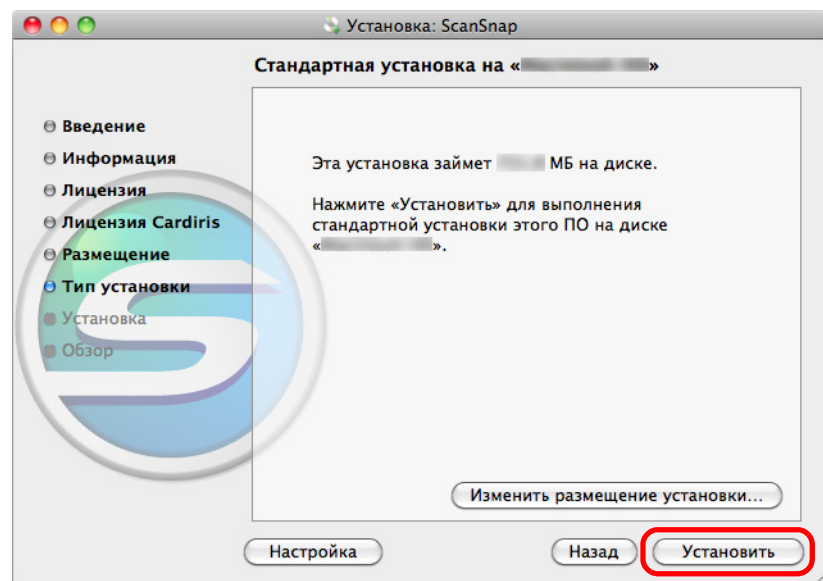 Установка: ScanSnap
Стандартная установка на « »
Введение
Информация
Лицензия
Лицензия Cardiris
Размещение
Тип установки
Установка
Обзор
Эта установка займет МБ на диске.
Нажмите «Установить» для выполнения
стандартной установки этого ПО на диске
« ».
Изменить размещение установки...
Настройка
Назад
Установить